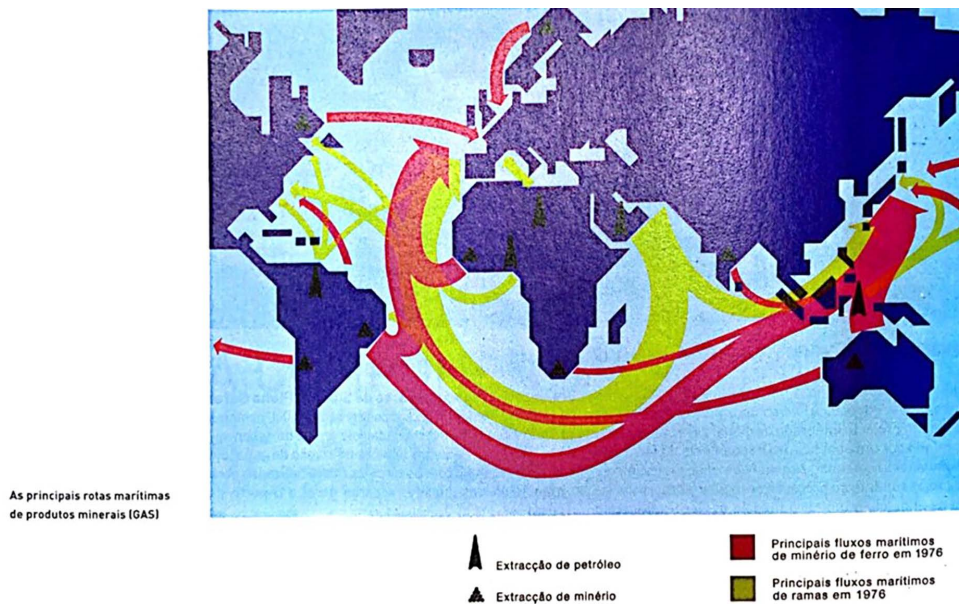 As principais rotas marítimas
de produtos minerais (GAS)
Extracção de petróleo
Extracção de minério
Principais fluxos marítimos
de minério de ferro em 1976
Principais fluxos marítimos
de ramas em 1976